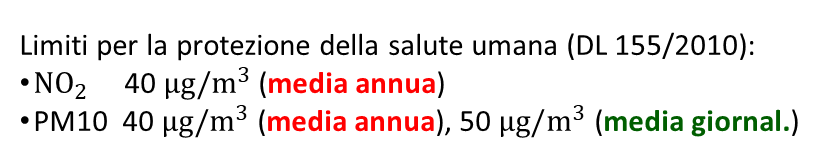 Limiti per la protezione della salute umana (DL 155/2010):
•NO₂ 40 μg/m³ (media annua)
•PM10 40 μg/m³ (media annua), 50 μg/m³ (media giornal.)